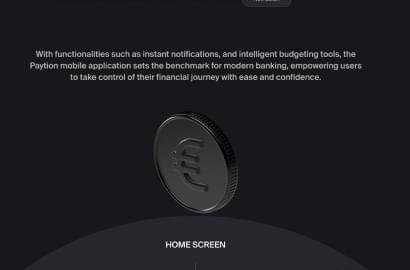 With functionalities such as instant notifications, and intelligent budgeting tools, the
Paytion mobile application sets the benchmark for modern banking, empowering users
to take control of their financial journey with ease and confidence.
€
HOME SCREEN